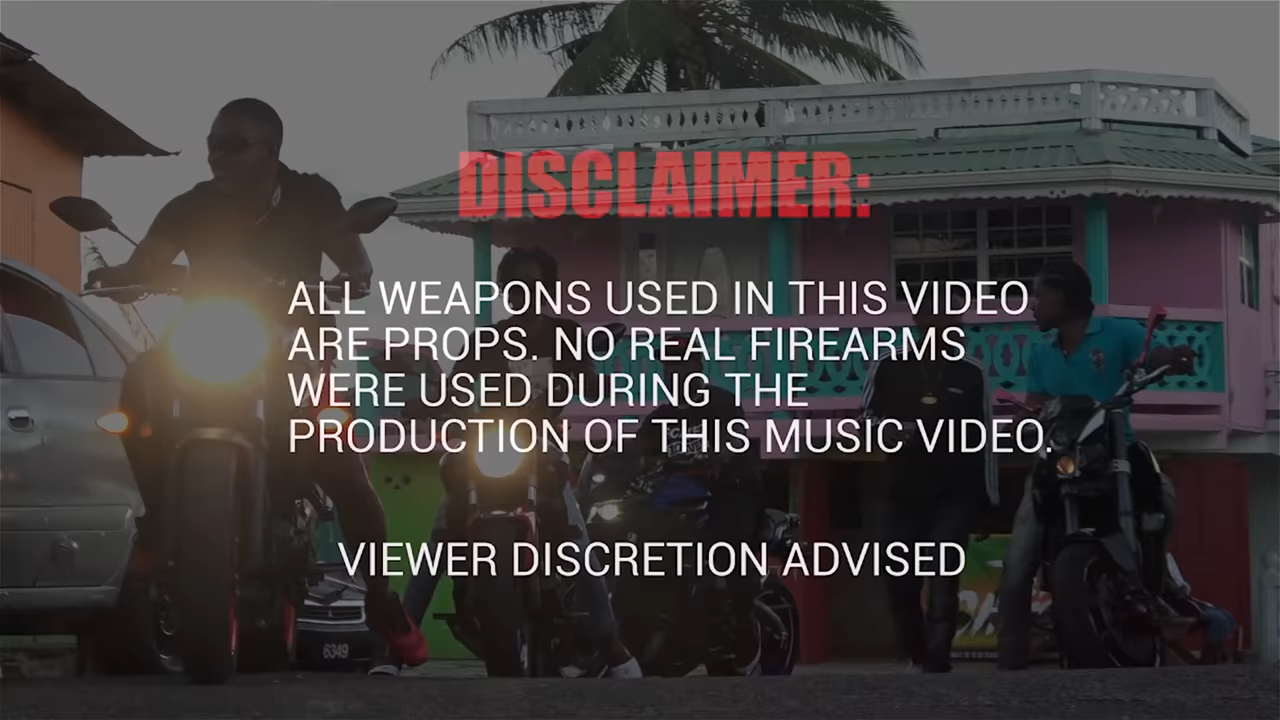 DISCLAIMER:
ALL WEAPONS USED IN THIS VIDEO
ARE PROPS. NO REAL FIREARMS
WERE USED DURING THE
PRODUCTION OF THIS MUSIC VIDEO.
VIEWER DISCRETION ADVISED
6349